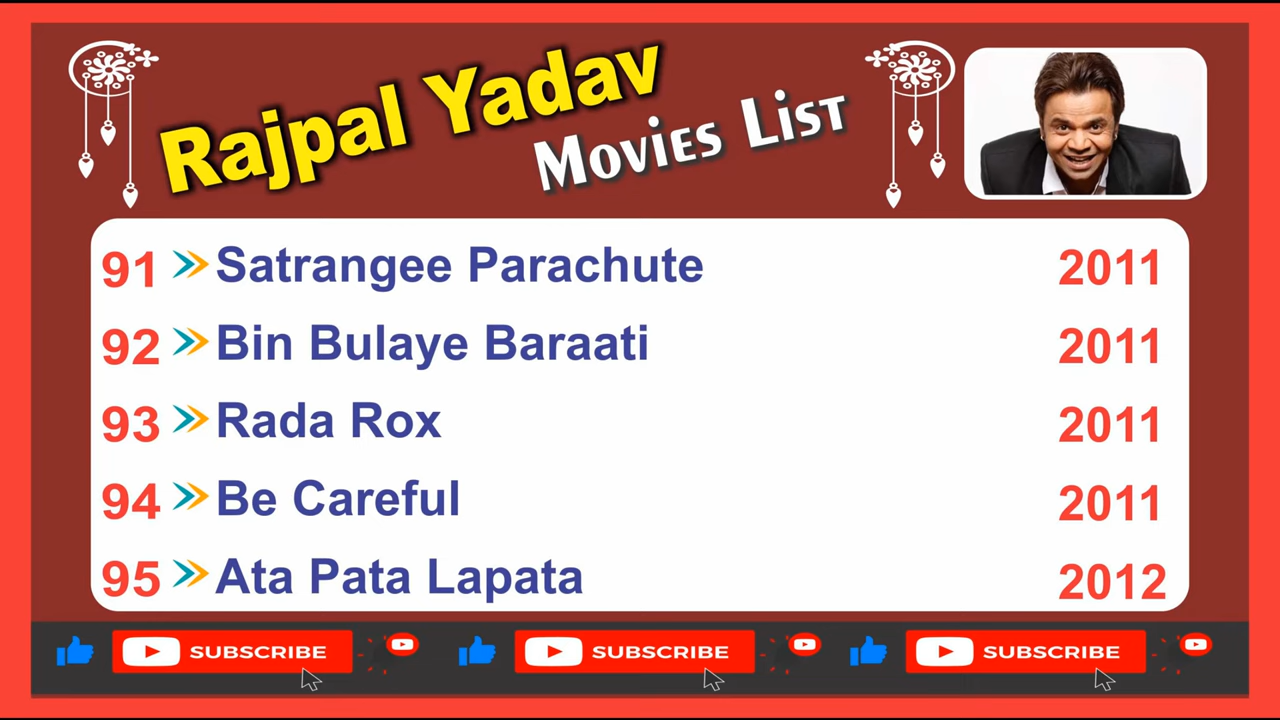 Rajpal Yadav
Movies List
91 Satrangee Parachute 2011
92 Bin Bulaye Baraati 2011
93 Rada Rox 2011
94 Be Careful 2011
95 Ata Pata Lapata 2012
SUBSCRIBE SUBSCRIBE SUBSCRIBE